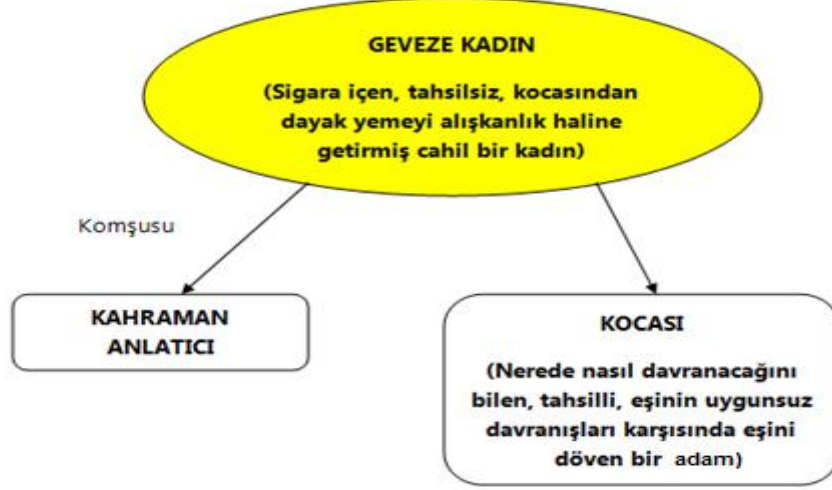 GEVEZE KADIN
(Sigara içen, tahsilsiz, kocasından
dayak yemeyi alışkanlık haline
getirmiş cahil bir kadın)
Komşusu
KAHRAMAN
ANLATICI
KOCASI
(Nerede nasıl davranacağını
bilen, tahsilli, eşinin uygunsuz
davranışları karşısında eşini
döven bir adam)